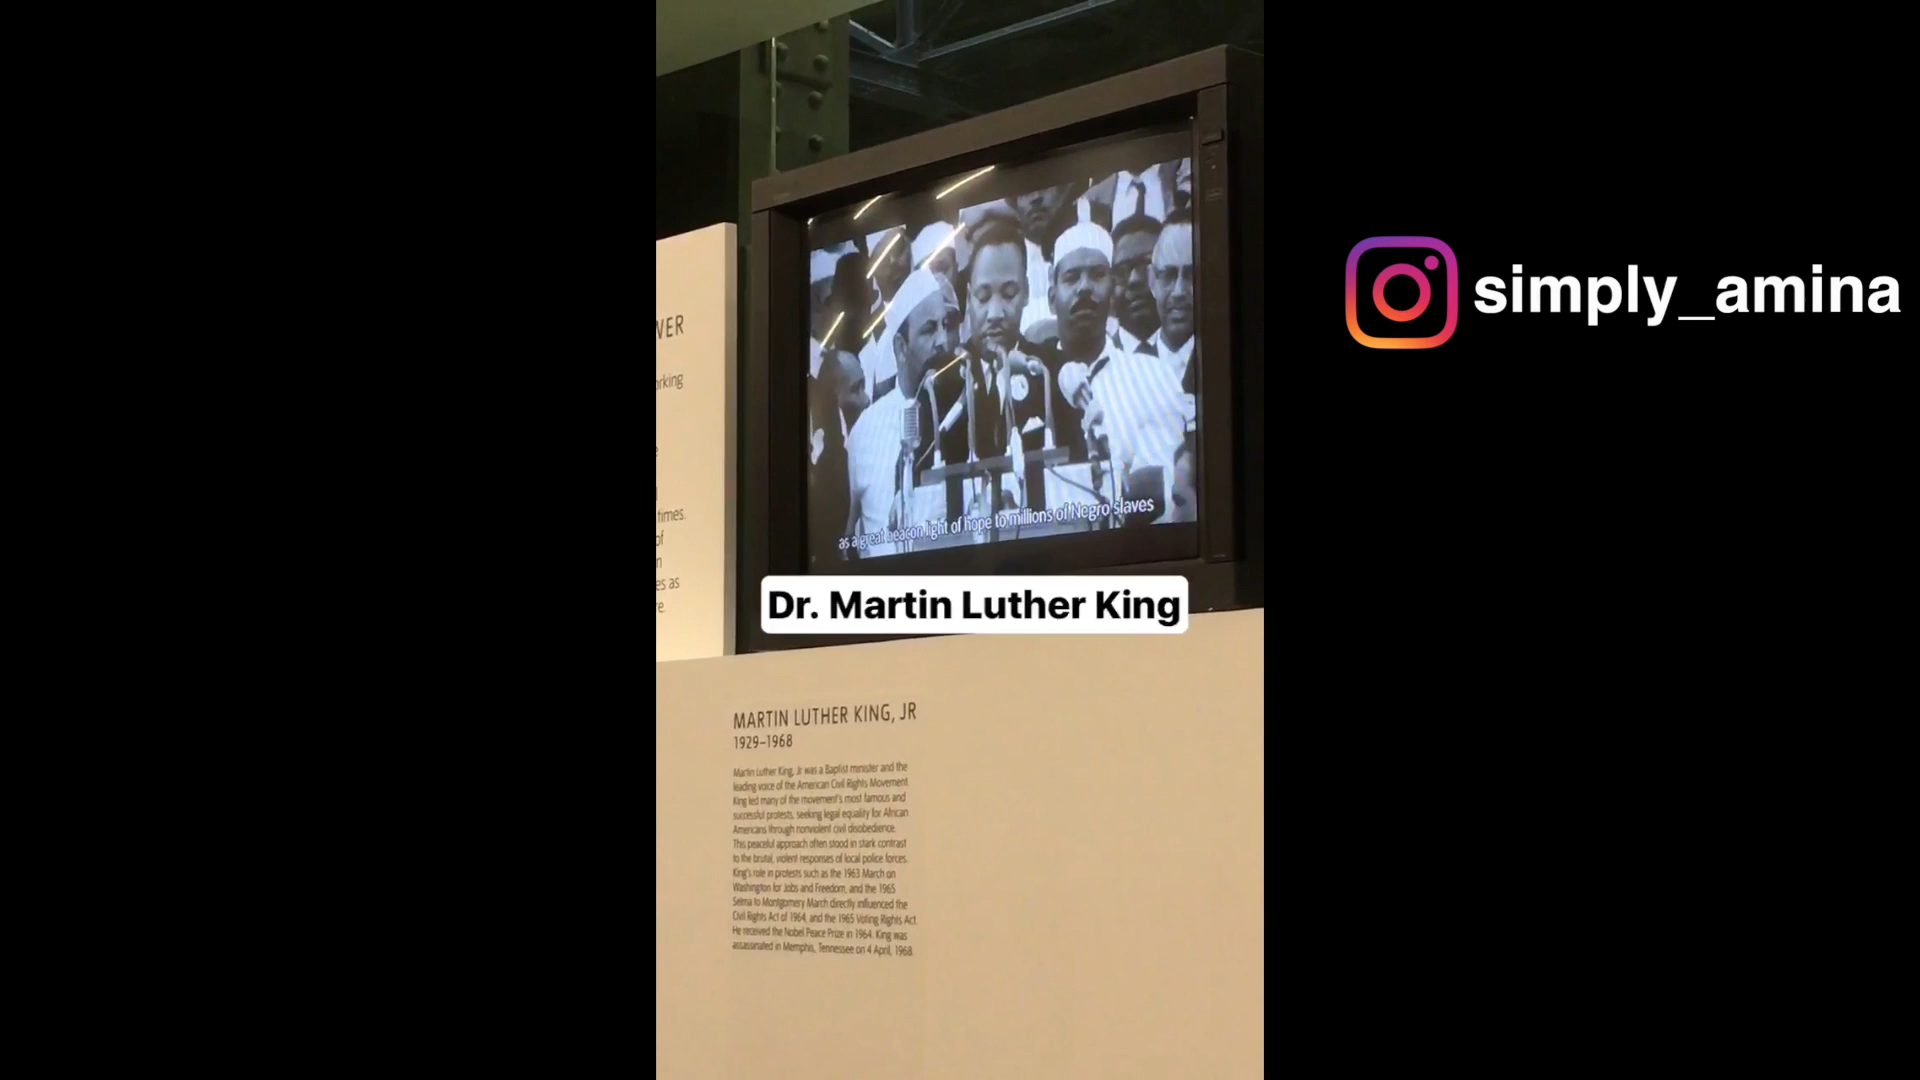 VER
rking
times.
of
es as
as a great beacon light of hope to millions of Negro slaves
Dr. Martin Luther King
MARTIN LUTHER KING, JR
1929–1968
Martin Luther King, Jr was a Baptist minister and the
leading voice of the American Civil Rights Movement
King led many of the movement's most famous and
successful protests, seeking legal equality for African
Americans through nonviolent civil disobedience.
This peaceful approach often stood in stark contrast
to the brutal, violent responses of local police forces.
King's role in protests such as the 1963 March on
Washington for Jobs and Freedom, and the 1965
Selma to Montgomery March directly influenced the
Civil Rights Act of 1964, and the 1965 Voting Rights Act.
He received the Nobel Peace Prize in 1964. King was
assassinated in Memphis, Tennessee on 4 April, 1968.
simply_amina